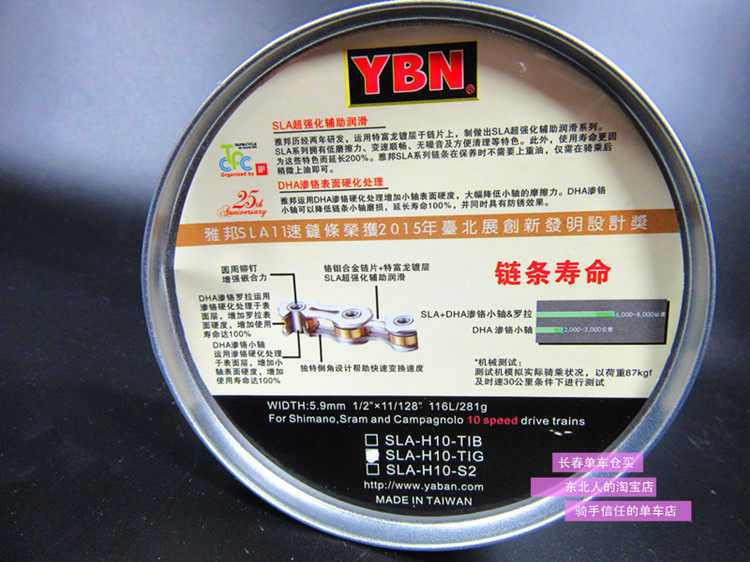 YBN®
SLA超强化辅助润滑
雅邦历经两年研发，运用特富龙镀层于链片上，制做出SLA超强化辅助润滑系列。
SLA系列拥有低磨擦力、变速顺畅、无噪音及方便清理等特色。此外，使用寿命更因
为这些特色而延长200%。雅邦SLA系列链条在保养时不需要上重油，仅需在骑乘后
稍微上油即可。
Organized by iF
DHA渗铬表面硬化处理
雅邦运用DHA渗铬硬化处理增加小轴表面硬度，大幅降低小轴的摩擦力。DHA渗铬
小轴可以降低链条小轴磨损，延长寿命100%，并同时具有防锈效果。
25th
Anniversary
雅邦SLA11速鏈條榮獲2015年臺北展創新發明設計獎
圆周铆钉
增强嵌合力
铬钼合金链片+特富龙镀层
SLA超强化辅助润滑
链条寿命
DHA渗铬罗拉运用
渗铬硬化处理于表
面层，增加罗拉表
面硬度，增加使用
寿命达100%
DHA渗铬小轴
运用渗铬硬化处理
于表面层，增加小
轴表面硬度，增加
使用寿命达100%
独特倒角设计帮助快速变换速度
SLA+DHA渗铬小轴&罗拉 6,000~8,000公里
DHA 渗铬小轴 2,000~3,000公里
*机械测试：
测试机模拟实际骑乘状况，以荷重87kgf
及时速30公里条件下进行测试
WIDTH:5.9mm 1/2"×11/128" 116L/281g
For Shimano,Sram and Campagnolo 10 speed drive trains
SLA-H10-TIB
SLA-H10-TIG
SLA-H10-S2
http://www.yaban.com
MADE IN TAIWAN
长春单车仓买
东北人的淘宝店
骑手信任的单车店